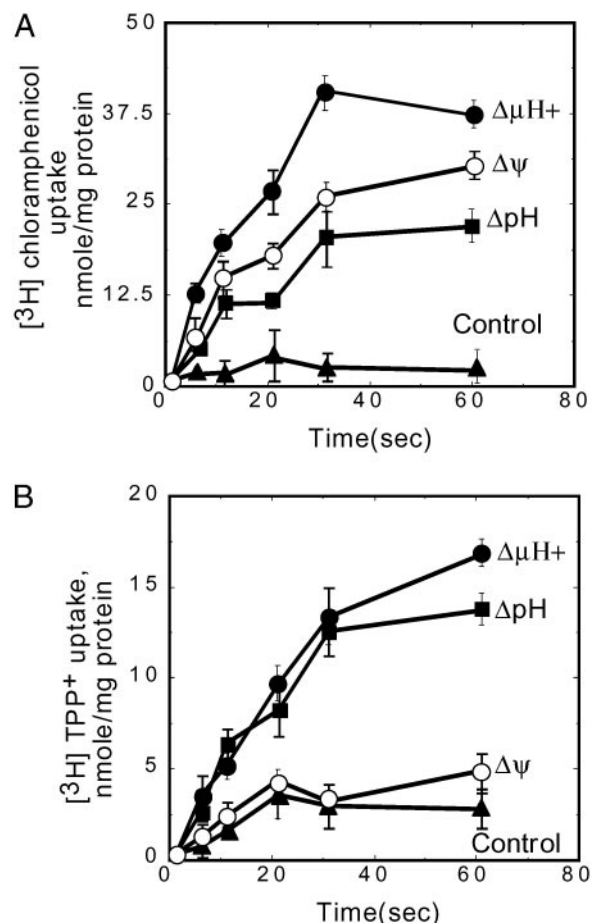 A
[³H] chloramphenicol
uptake
nmole/mg protein
50
37.5
25
12.5
0
ΔμH+
Δψ
ΔpH
Control
0 20 40 60 80
Time(sec)
B
[³H] TPP⁺ uptake,
nmole/mg protein
20
15
10
5
0
ΔμH+
ΔpH
Δψ
Control
0 20 40 60 80
Time(sec)